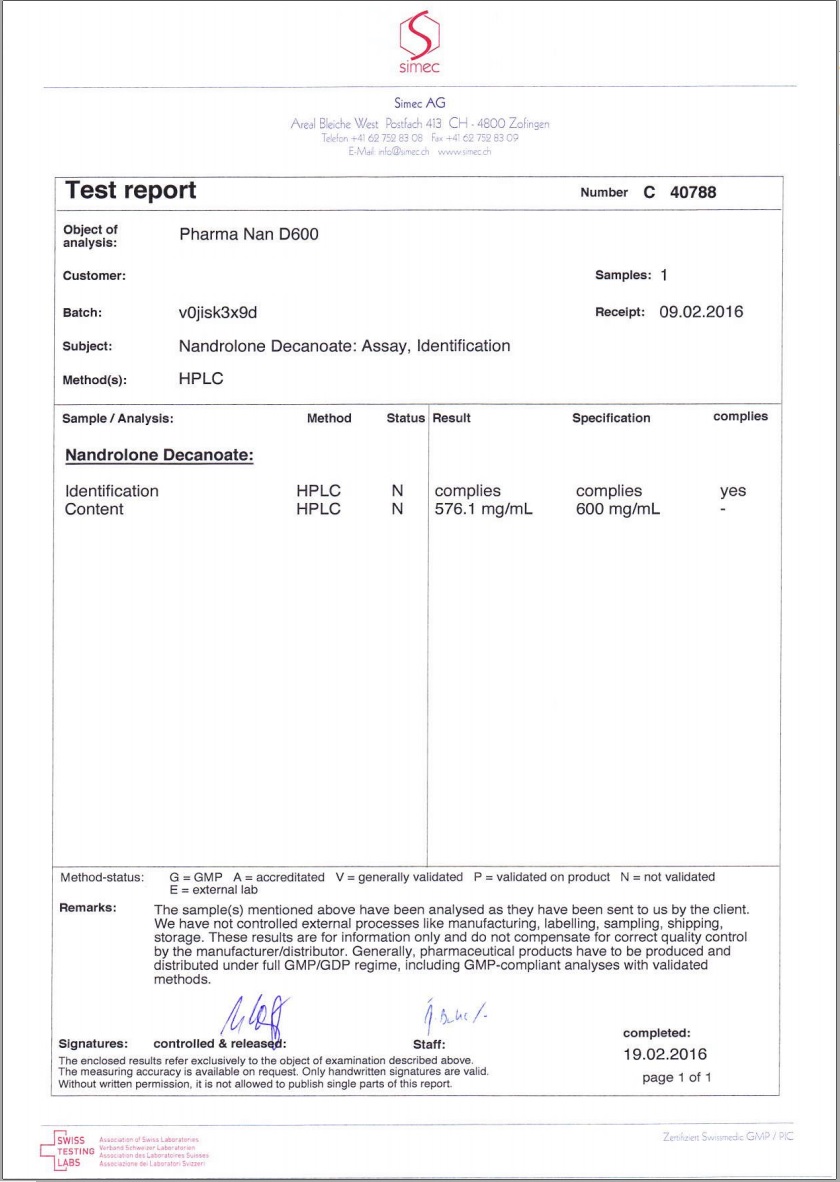 simec
Simec AG
Areal Bleiche West Postfach 413 CH - 4800 Zofingen
Telefon +41 62 752 83 08 Fax +41 62 752 83 09
E-Mail: info@simec.ch www.simec.ch
Test report Number C 40788
Object of analysis: Pharma Nan D600
Customer: Samples: 1
Batch: v0jisk3x9d Receipt: 09.02.2016
Subject: Nandrolone Decanoate: Assay, Identification
Method(s): HPLC
Sample / Analysis: Method Status Result Specification complies
Nandrolone Decanoate:
Identification HPLC N complies complies yes
Content HPLC N 576.1 mg/mL 600 mg/mL -
Method-status: G = GMP A = accreditated V = generally validated P = validated on product N = not validated
E = external lab
Remarks: The sample(s) mentioned above have been analysed as they have been sent to us by the client.
We have not controlled external processes like manufacturing, labelling, sampling, shipping,
storage. These results are for information only and do not compensate for correct quality control
by the manufacturer/distributor. Generally, pharmaceutical products have to be produced and
distributed under full GMP/GDP regime, including GMP-compliant analyses with validated
methods.
Signatures: controlled & released: Staff: completed:
19.02.2016
The enclosed results refer exclusively to the object of examination described above.
The measuring accuracy is available on request. Only handwritten signatures are valid.
Without written permission, it is not allowed to publish single parts of this report.
page 1 of 1
SWISS TESTING LABS
Association of Swiss Laboratories
Verband Schweizer Laboratorien
Association des Laboratoires Suisses
Associazione dei Laboratori Svizzeri
Zertifiziert Swissmedic GMP / PIC